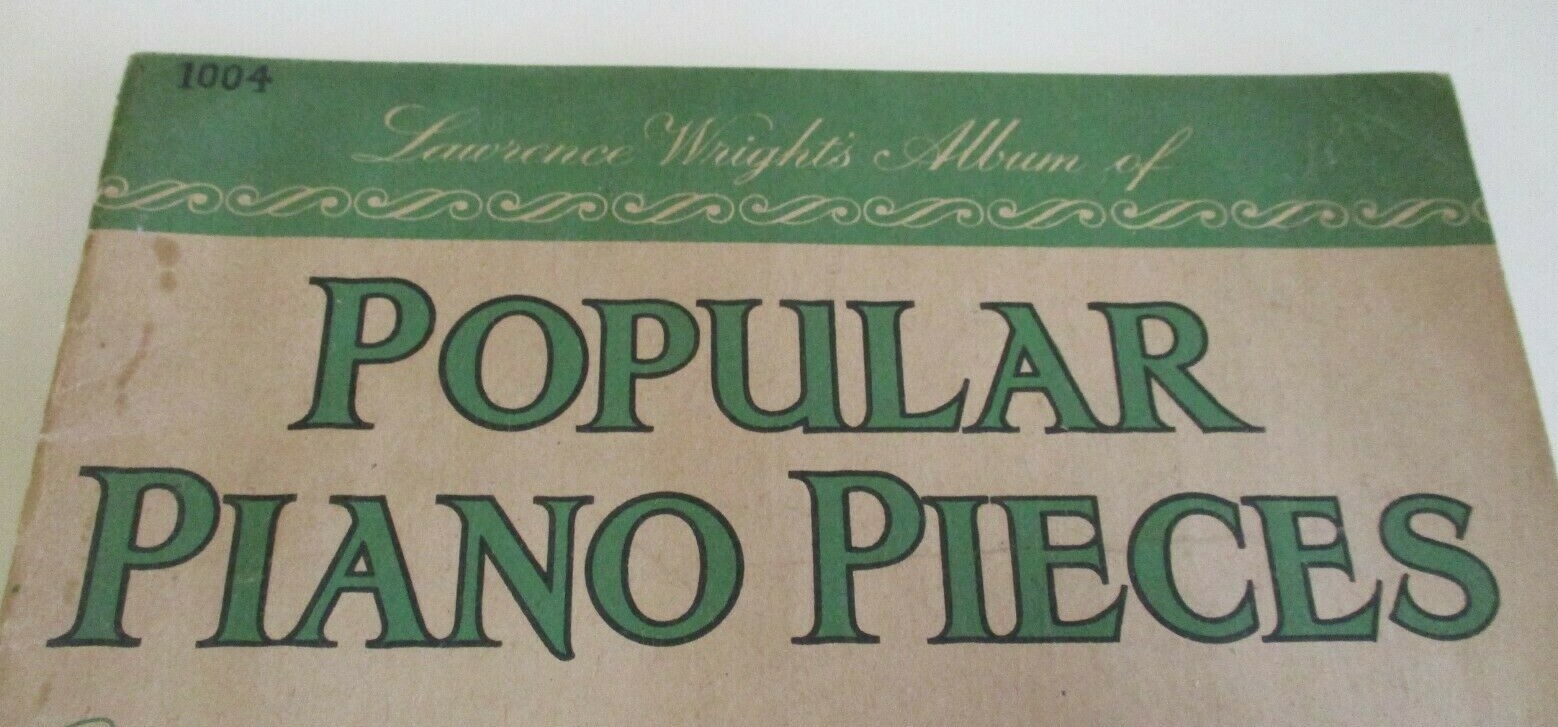 1004
Lawrence Wright's Album of
POPULAR
PIANO PIECES